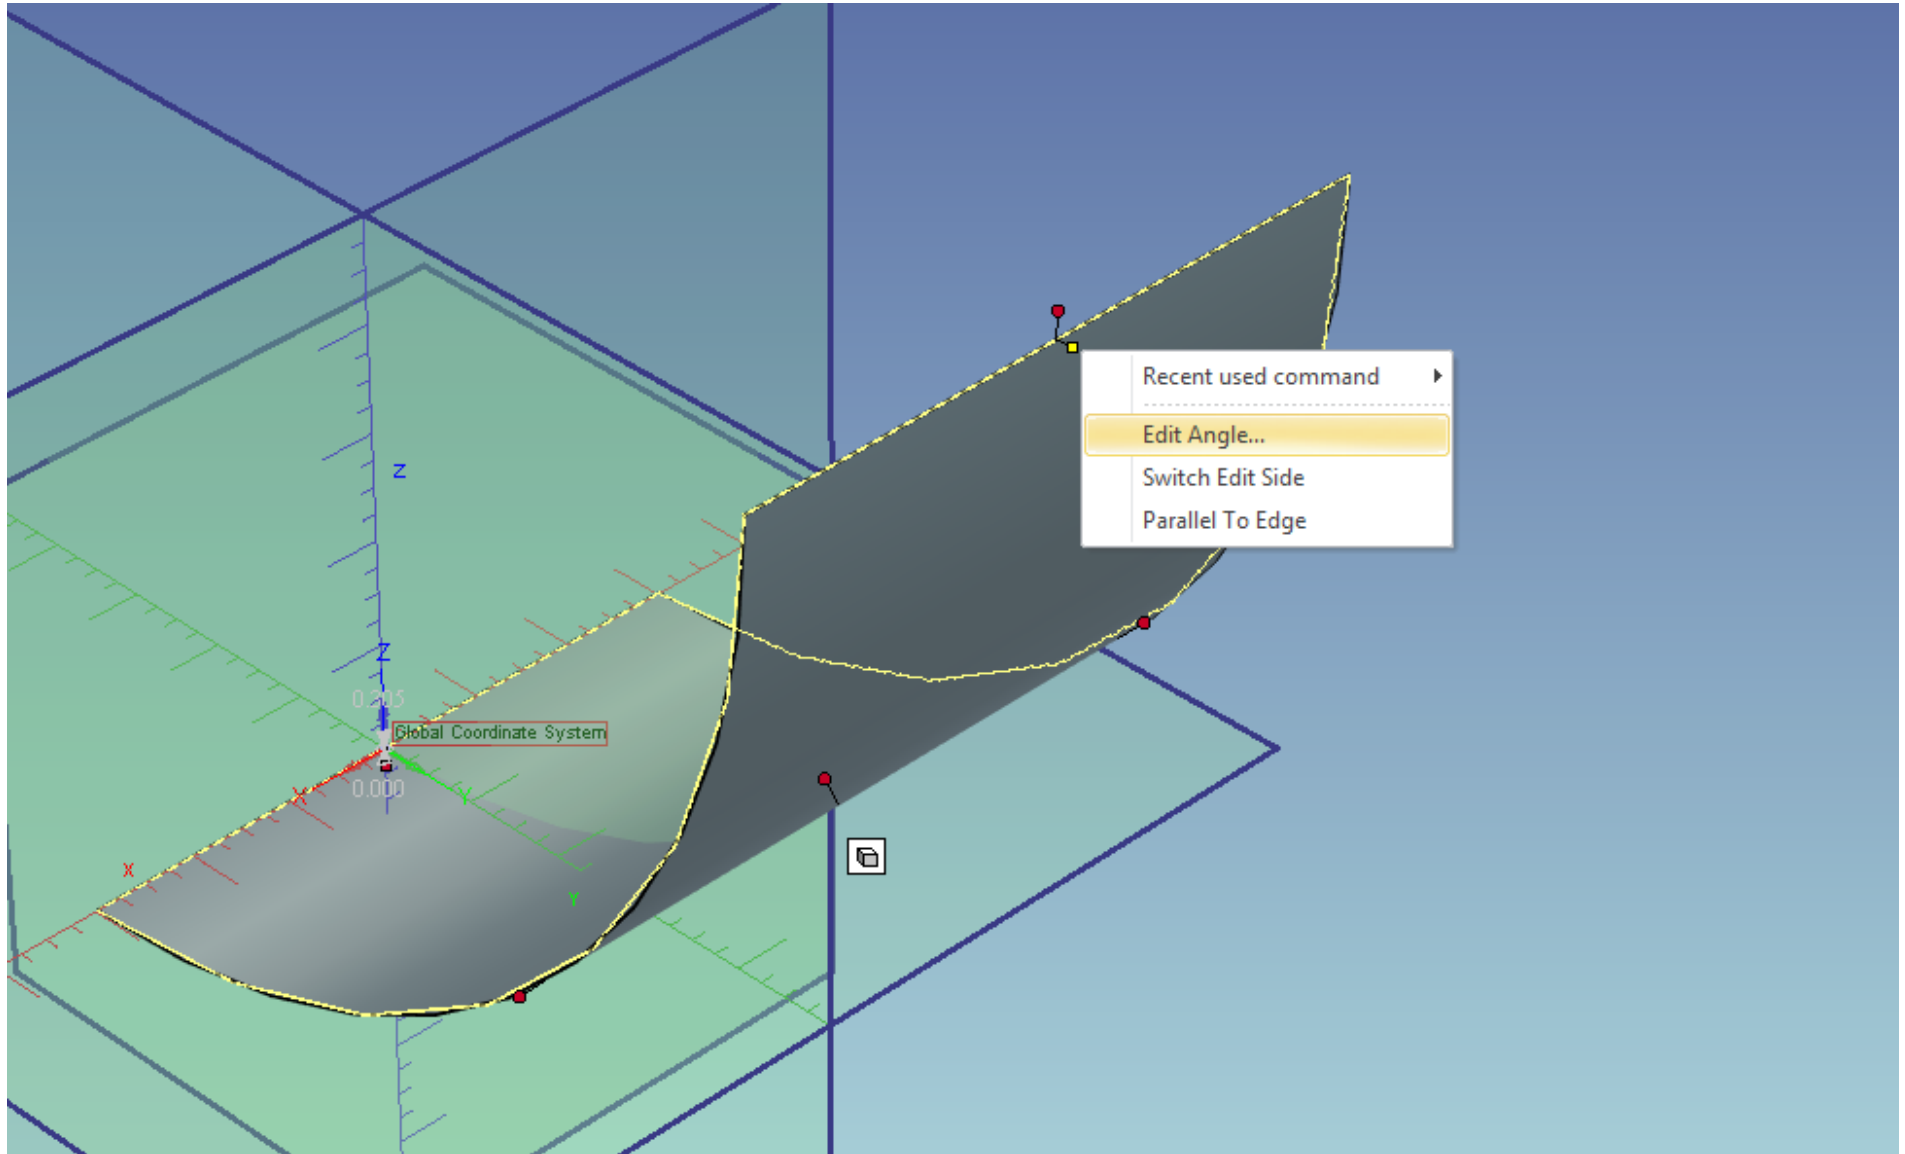 Recent used command
Edit Angle...
Switch Edit Side
Parallel To Edge
Z
Z
Global Coordinate System
0.000
X
Y
X
Y